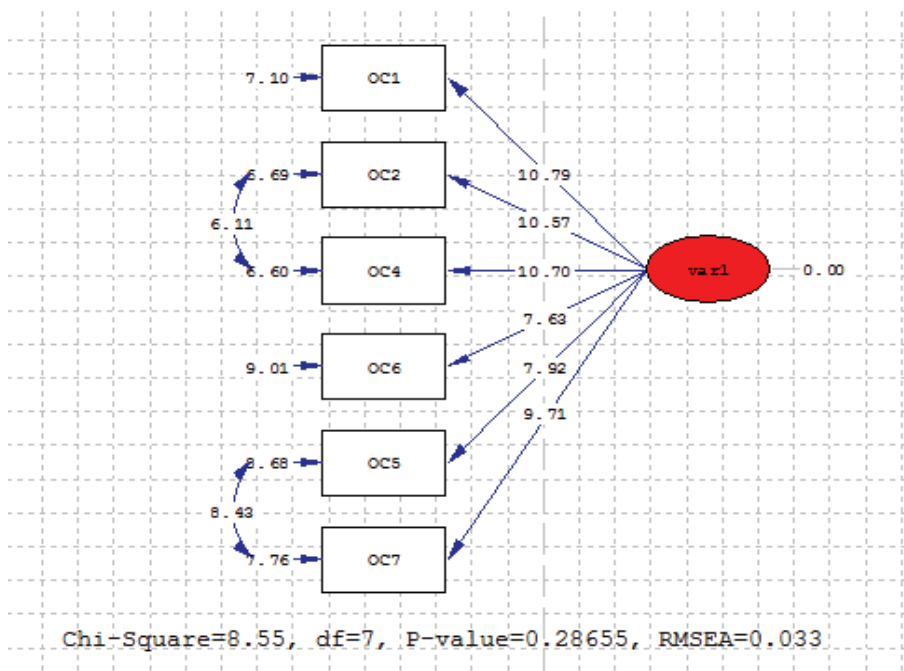 7.10 OC1
6.69 OC2 10.79
6.11 10.57
6.60 OC4 10.70 var1 0.00
7.63
9.01 OC6 7.92
9.71
8.68 OC5
8.43
7.76 OC7
Chi-Square=8.55, df=7, P-value=0.28655, RMSEA=0.033